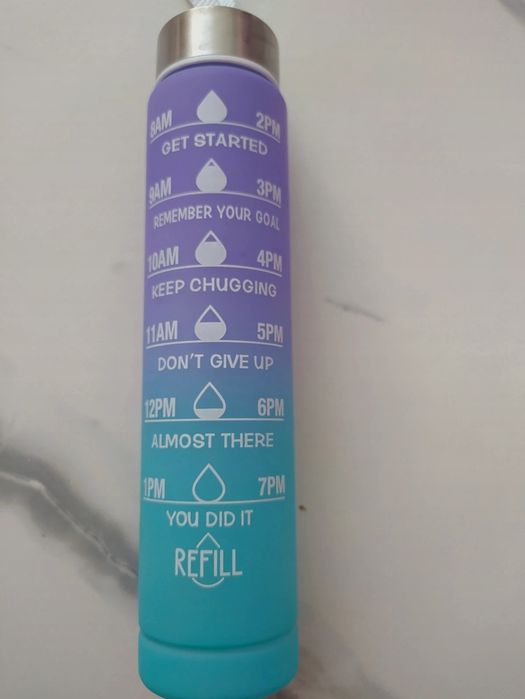 8AM 2PM
GET STARTED
9AM 3PM
REMEMBER YOUR GOAL
10AM 4PM
KEEP CHUGGING
11AM 5PM
DON'T GIVE UP
12PM 6PM
ALMOST THERE
1PM 7PM
YOU DID IT
REFILL